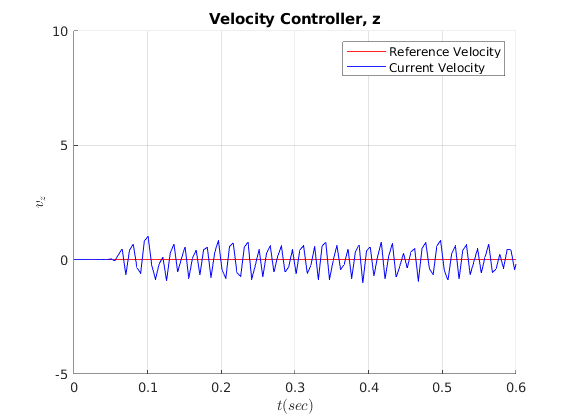 Velocity Controller, z
10
Reference Velocity
Current Velocity
5
v_z
0
-5
0 0.1 0.2 0.3 0.4 0.5 0.6
t(sec)